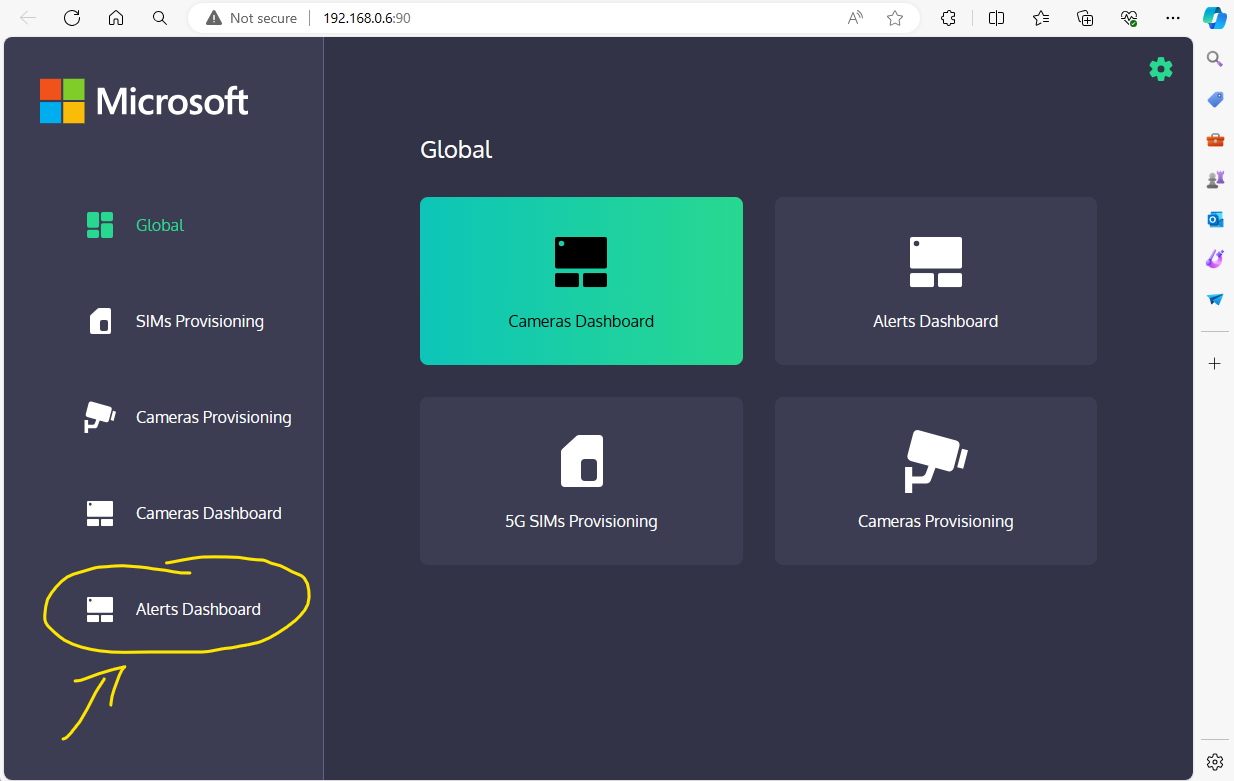 Not secure
192.168.0.6:90
Microsoft
Global
SIMs Provisioning
Cameras Provisioning
Cameras Dashboard
Alerts Dashboard
Global
Cameras Dashboard
Alerts Dashboard
5G SIMs Provisioning
Cameras Provisioning